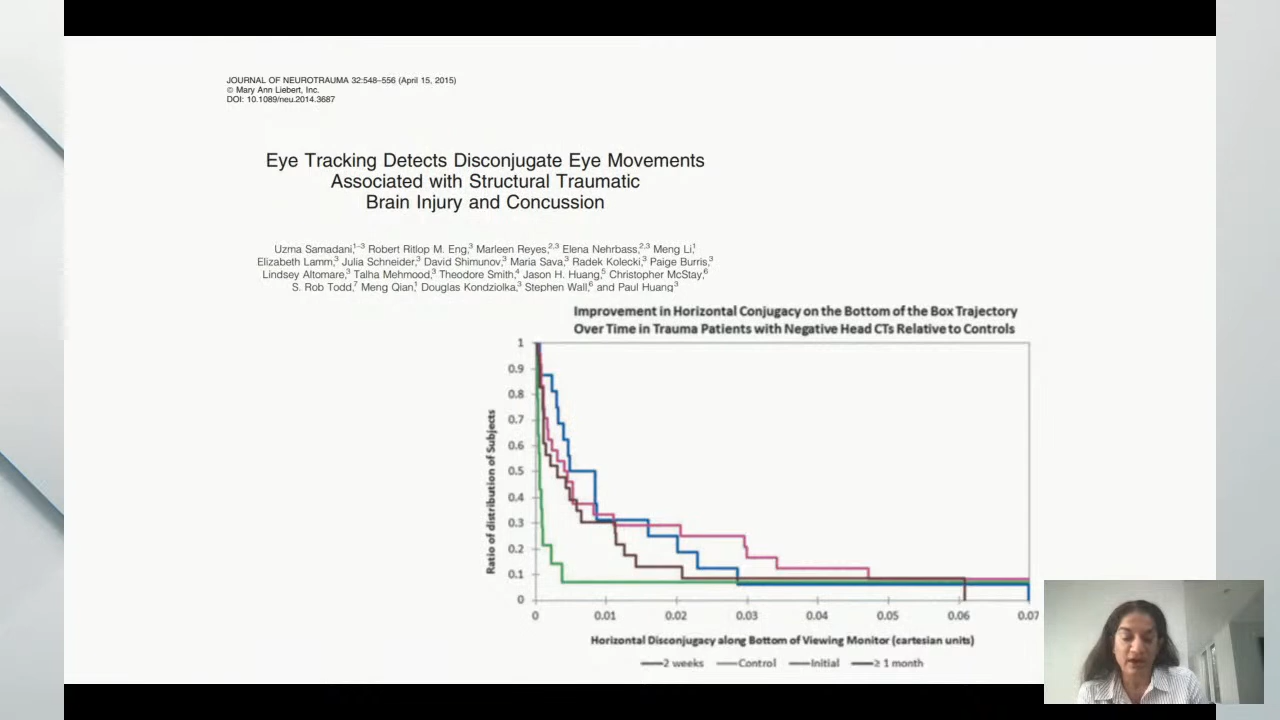 JOURNAL OF NEUROTRAUMA 32:548–556 (April 15, 2015)
© Mary Ann Liebert, Inc.
DOI: 10.1089/neu.2014.3687
Eye Tracking Detects Disconjugate Eye Movements
Associated with Structural Traumatic
Brain Injury and Concussion
Uzma Samadani,1–3 Robert Ritlop M. Eng,3 Marleen Reyes,2,3 Elena Nehrbass,2,3 Meng Li,1
Elizabeth Lamm,3 Julia Schneider,3 David Shimunov,3 Maria Sava,3 Radek Kolecki,3 Paige Burris,3
Lindsey Altomare,3 Talha Mehmood,3 Theodore Smith,4 Jason H. Huang,5 Christopher McStay,6
S. Rob Todd,7 Meng Qian,1 Douglas Kondziolka,3 Stephen Wall,6 and Paul Huang3
Improvement in Horizontal Conjugacy on the Bottom of the Box Trajectory
Over Time in Trauma Patients with Negative Head CTs Relative to Controls
Ratio of distribution of Subjects
1
0.9
0.8
0.7
0.6
0.5
0.4
0.3
0.2
0.1
0
0 0.01 0.02 0.03 0.04 0.05 0.06 0.07
Horizontal Disconjugacy along Bottom of Viewing Monitor (cartesian units)
2 weeks Control Initial ≥ 1 month